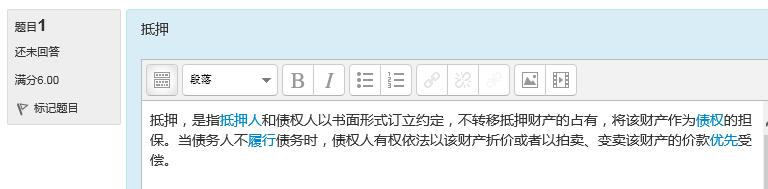 题目1
还未回答
满分6.00
标记题目
抵押
段落
B I
抵押，是指抵押人和债权人以书面形式订立约定，不转移抵押财产的占有，将该财产作为债权的担
保。当债务人不履行债务时，债权人有权依法以该财产折价或者以拍卖、变卖该财产的价款优先受
偿。